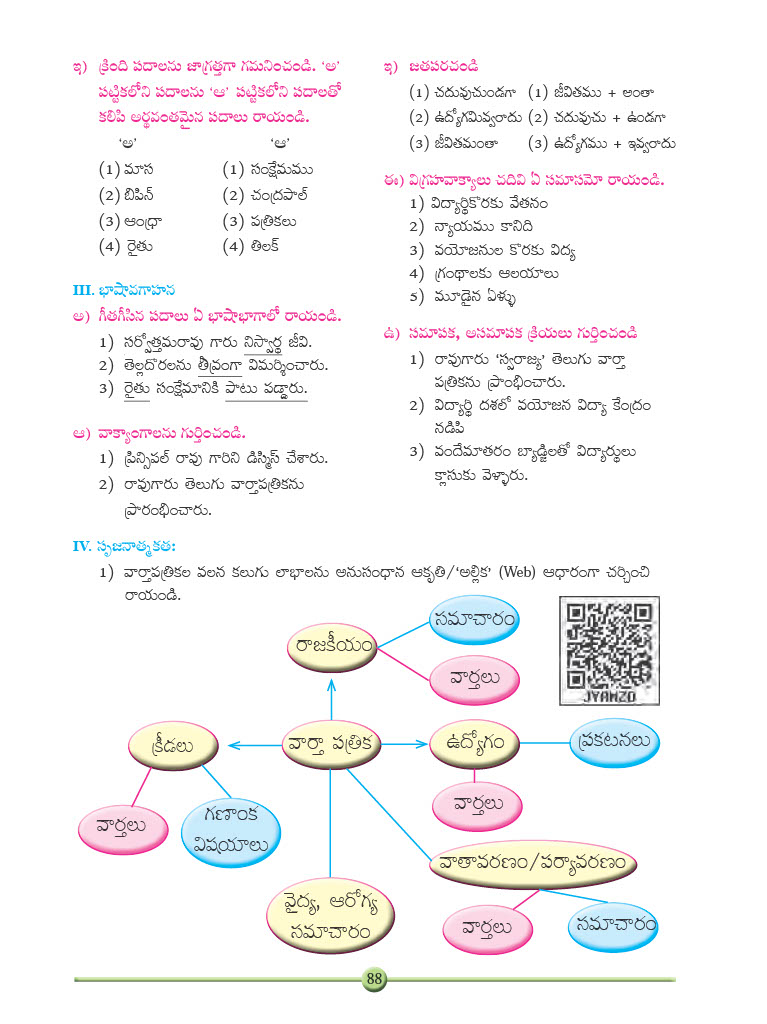 ఇ) క్రింది పదాలను జాగ్రత్తగా గమనించండి. ‘అ’
పట్టికలోని పదాలను ‘ఆ’ పట్టికలోని పదాలతో
కలిపి అర్థవంతమైన పదాలు రాయండి.
‘అ’ ‘ఆ’
(1) మాస (1) సంక్షేమము
(2) బిపిన్ (2) చంద్రపాల్
(3) ఆంధ్రా (3) పత్రికలు
(4) రైతు (4) తిలక్
III. భాషావగాహన
అ) గీతగీసిన పదాలు ఏ భాషాభాగాలో రాయండి.
1) సర్వోత్తమరావు గారు నిస్వార్థ జీవి.
2) తెల్లదొరలను తీవ్రంగా విమర్శించారు.
3) రైతు సంక్షేమానికి పాటు పడ్డారు.
ఆ) వాక్యాంగాలను గుర్తించండి.
1) ప్రిన్సిపల్ రావు గారిని డిస్మిస్ చేశారు.
2) రావుగారు తెలుగు వార్తాపత్రికను
ప్రారంభించారు.
ఇ) జతపరచండి
(1) చదువుచుండగా (1) జీవితము + అంతా
(2) ఉద్యోగమివ్వరాదు (2) చదువుచు + ఉండగా
(3) జీవితమంతా (3) ఉద్యోగము + ఇవ్వరాదు
ఈ) విగ్రహవాక్యాలు చదివి ఏ సమాసమో రాయండి.
1) విద్యార్థికొరకు వేతనం
2) న్యాయము కానిది
3) వయోజనుల కొరకు విద్య
4) గ్రంథాలకు ఆలయాలు
5) మూడైన ఏళ్ళు
ఉ) సమాపక, అసమాపక క్రియలు గుర్తించండి
1) రావుగారు ‘స్వరాజ్య’ తెలుగు వార్తా
పత్రికను ప్రాంభించారు.
2) విద్యార్థి దశలో వయోజన విద్యా కేంద్రం
నడిపి
3) వందేమాతరం బ్యాడ్జిలతో విద్యార్థులు
క్లాసుకు వెళ్ళారు.
IV. సృజనాత్మకత:
1) వార్తాపత్రికల వలన కలుగు లాభాలను అనుసంధాన ఆకృతి/‘అల్లిక’ (Web) ఆధారంగా చర్చించి
రాయండి.
సమాచారం
రాజకీయం
వార్తలు
JYAMZO
క్రీడలు
వార్తా పత్రిక
ఉద్యోగం
ప్రకటనలు
వార్తలు
గణాంక
విషయాలు
వార్తలు
వాతావరణం/పర్యావరణం
వైద్య, ఆరోగ్య
సమాచారం
వార్తలు
సమాచారం
88